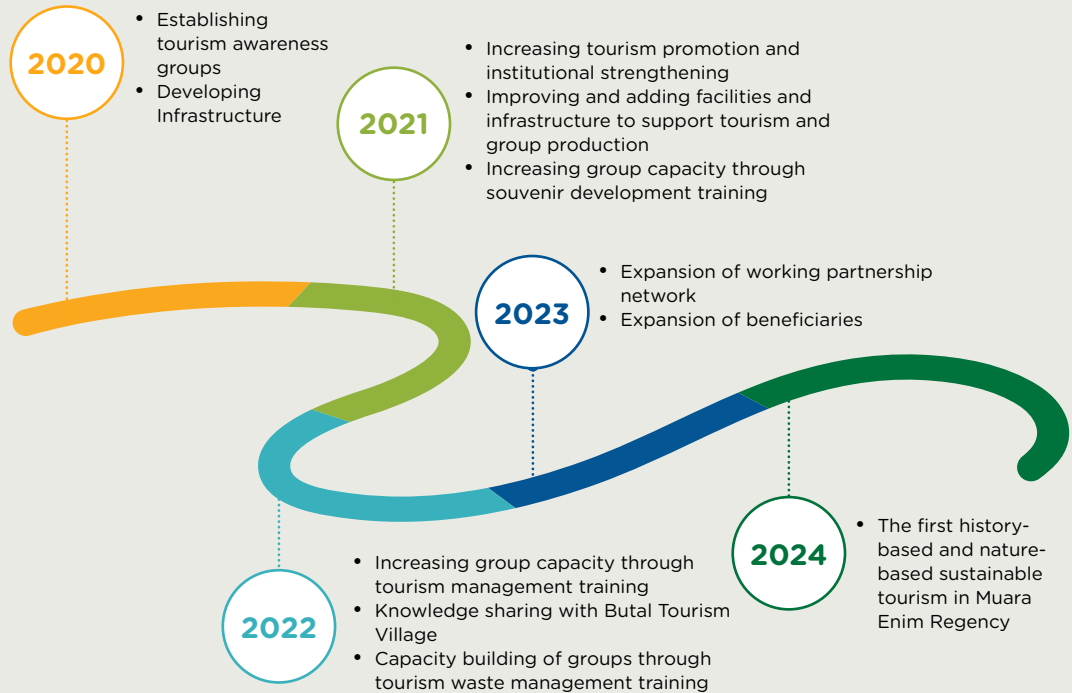 2020
• Establishing
tourism awareness
groups
• Developing
Infrastructure
2021
• Increasing tourism promotion and
institutional strengthening
• Improving and adding facilities and
infrastructure to support tourism and
group production
• Increasing group capacity through
souvenir development training
2022
• Increasing group capacity through
tourism management training
• Knowledge sharing with Butal Tourism
Village
• Capacity building of groups through
tourism waste management training
2023
• Expansion of working partnership
network
• Expansion of beneficiaries
2024
• The first history-
based and nature-
based sustainable
tourism in Muara
Enim Regency